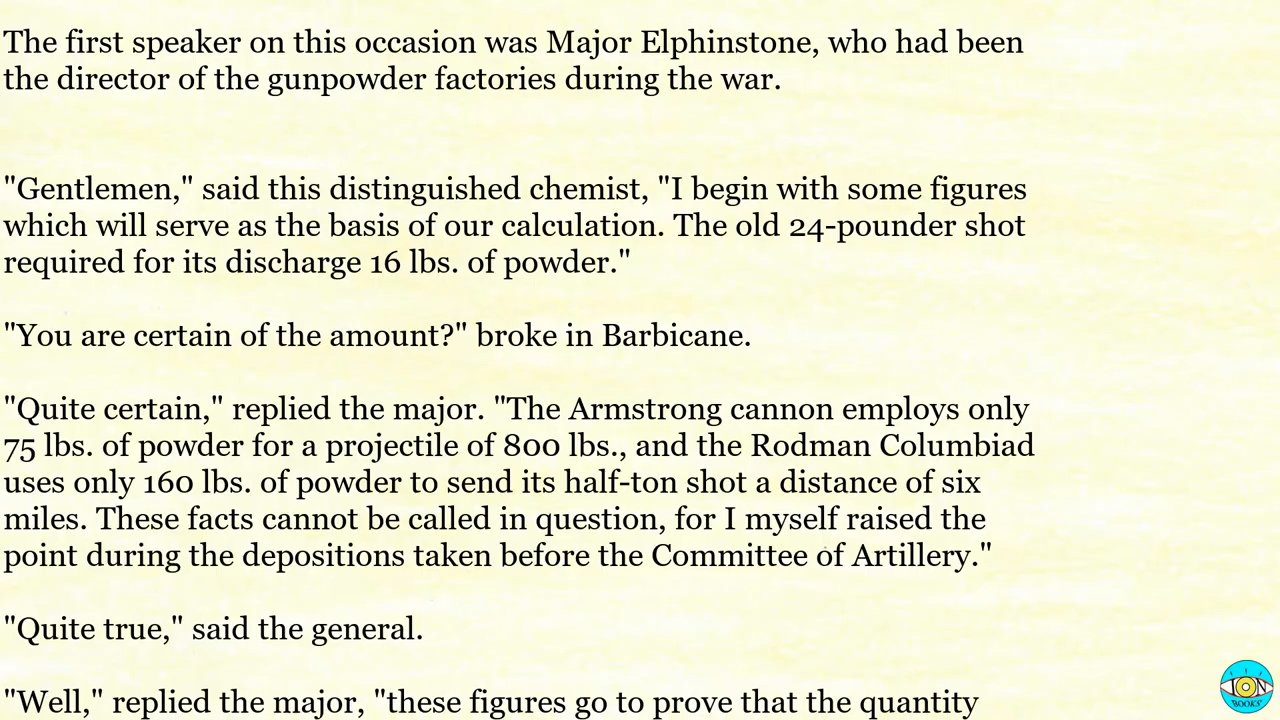 The first speaker on this occasion was Major Elphinstone, who had been
the director of the gunpowder factories during the war.
"Gentlemen," said this distinguished chemist, "I begin with some figures
which will serve as the basis of our calculation. The old 24-pounder shot
required for its discharge 16 lbs. of powder."
"You are certain of the amount?" broke in Barbicane.
"Quite certain," replied the major. "The Armstrong cannon employs only
75 lbs. of powder for a projectile of 800 lbs., and the Rodman Columbiad
uses only 160 lbs. of powder to send its half-ton shot a distance of six
miles. These facts cannot be called in question, for I myself raised the
point during the depositions taken before the Committee of Artillery."
"Quite true," said the general.
"Well," replied the major, "these figures go to prove that the quantity
ION
BOOKS